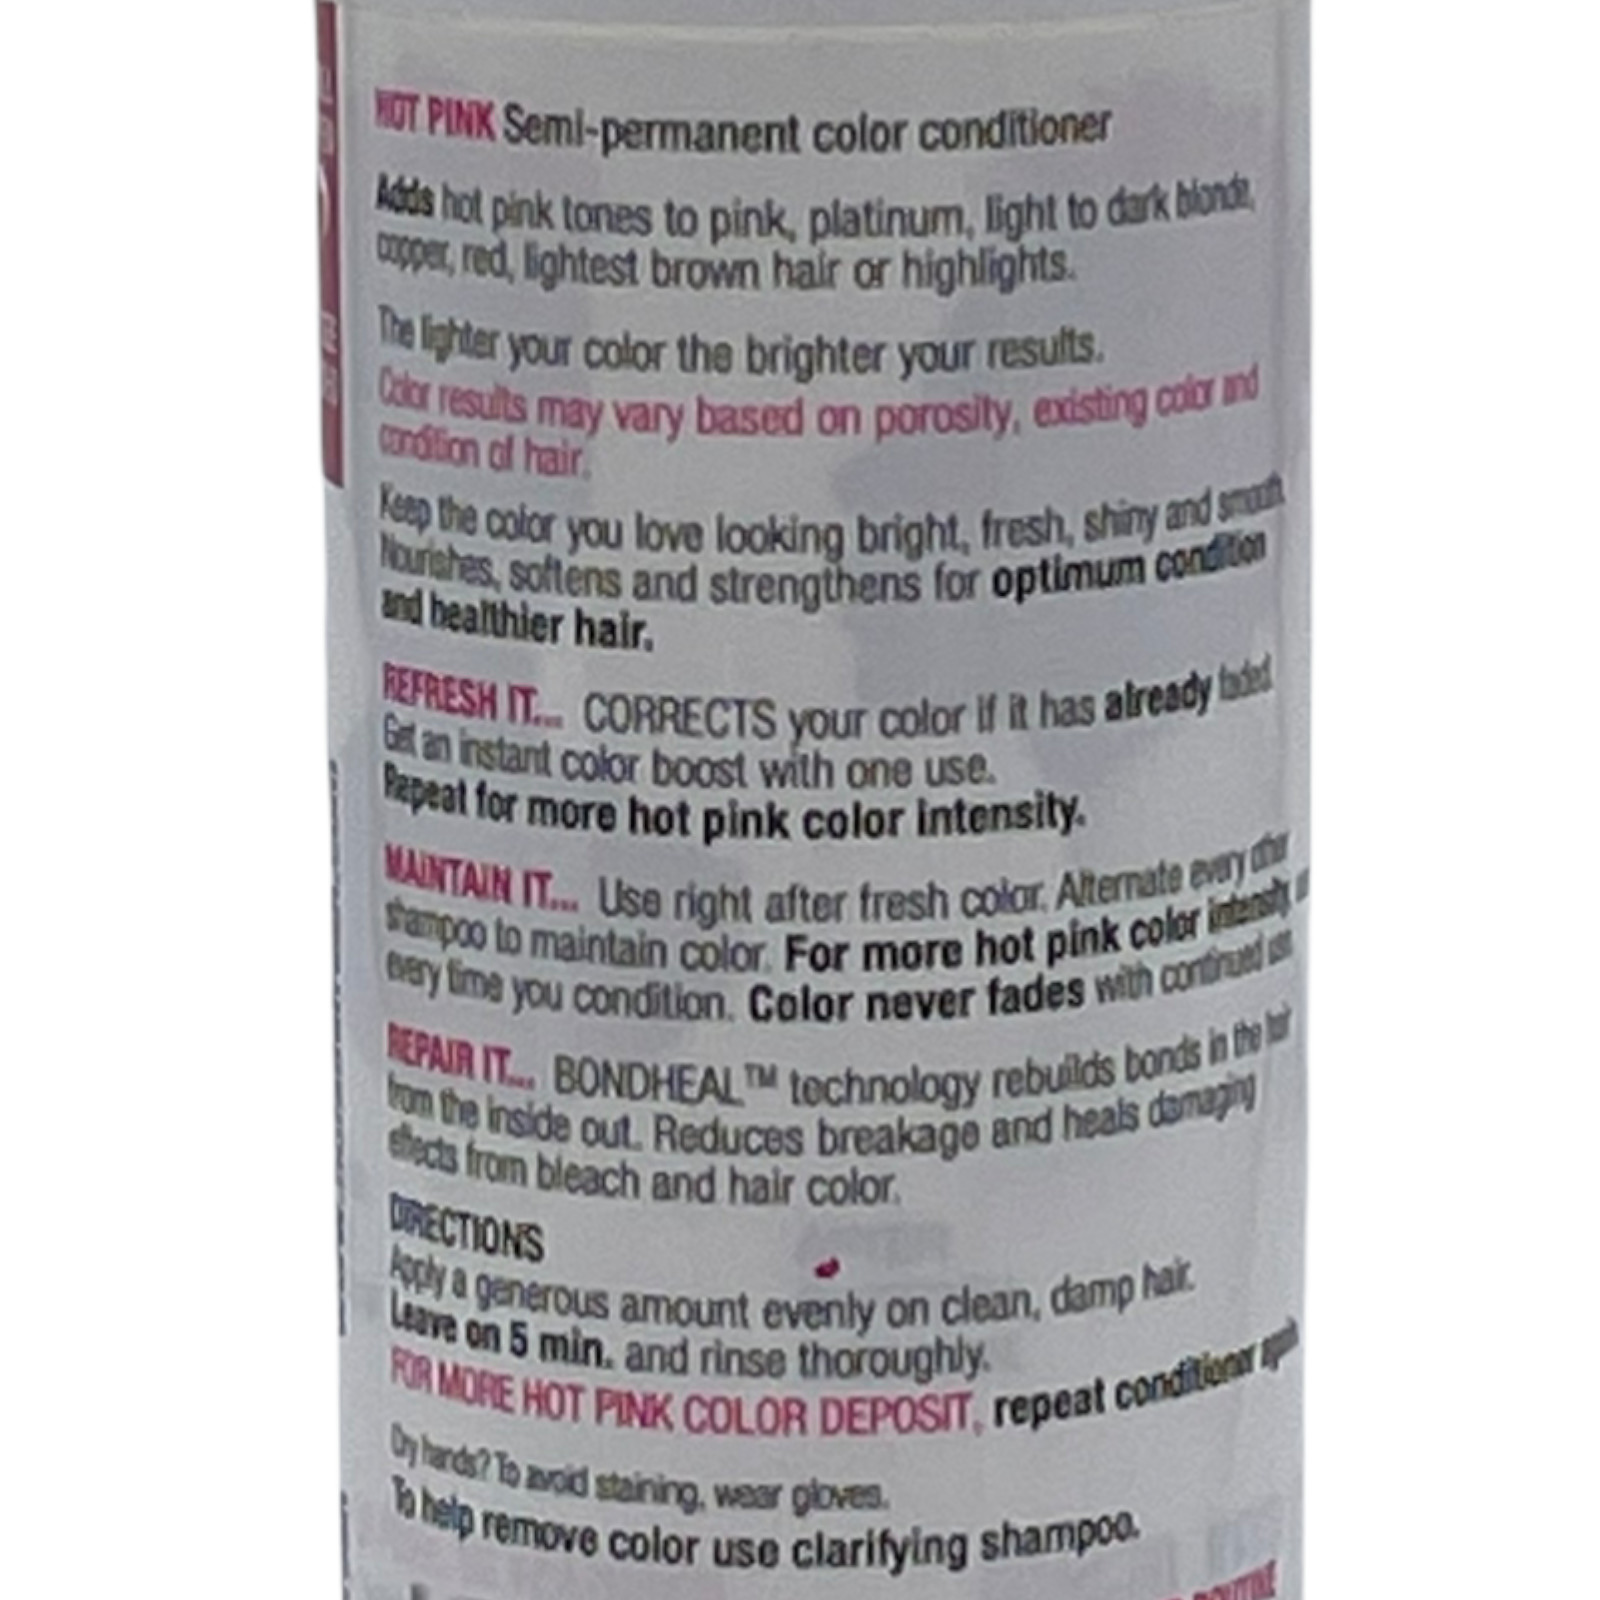 HOT PINK Semi-permanent color conditioner
Adds hot pink tones to pink, platinum, light to dark blonde,
copper, red, lightest brown hair or highlights.
The lighter your color the brighter your results.
Color results may vary based on porosity, existing color and
condition of hair.
Keep the color you love looking bright, fresh, shiny and smooth.
Nourishes, softens and strengthens for optimum condition
and healthier hair.
REFRESH IT... CORRECTS your color if it has already faded.
Get an instant color boost with one use.
Repeat for more hot pink color intensity.
MAINTAIN IT... Use right after fresh color. Alternate every other
shampoo to maintain color. For more hot pink color intensity,
every time you condition. Color never fades with continued use.
REPAIR IT... BONDHEAL™ technology rebuilds bonds in the hair
from the inside out. Reduces breakage and heals damaging
effects from bleach and hair color.
DIRECTIONS
Apply a generous amount evenly on clean, damp hair.
Leave on 5 min. and rinse thoroughly.
FOR MORE HOT PINK COLOR DEPOSIT, repeat conditioner again.
Dry hands? To avoid staining, wear gloves.
To help remove color use clarifying shampoo.
ROUTINE